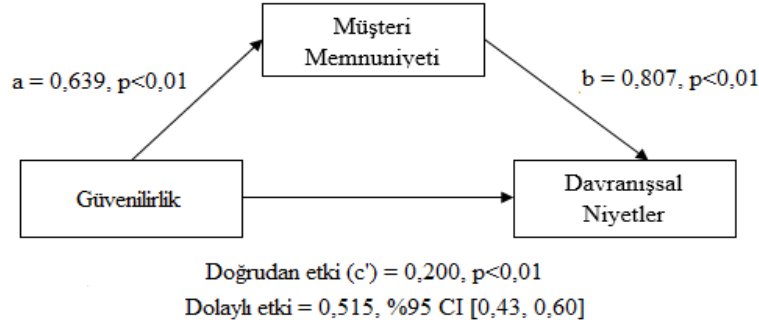 Müşteri
Memnuniyeti
a = 0,639, p<0,01
b = 0,807, p<0,01
Güvenilirlik
Davranışsal
Niyetler
Doğrudan etki (c') = 0,200, p<0,01
Dolaylı etki = 0,515, %95 CI [0,43, 0,60]